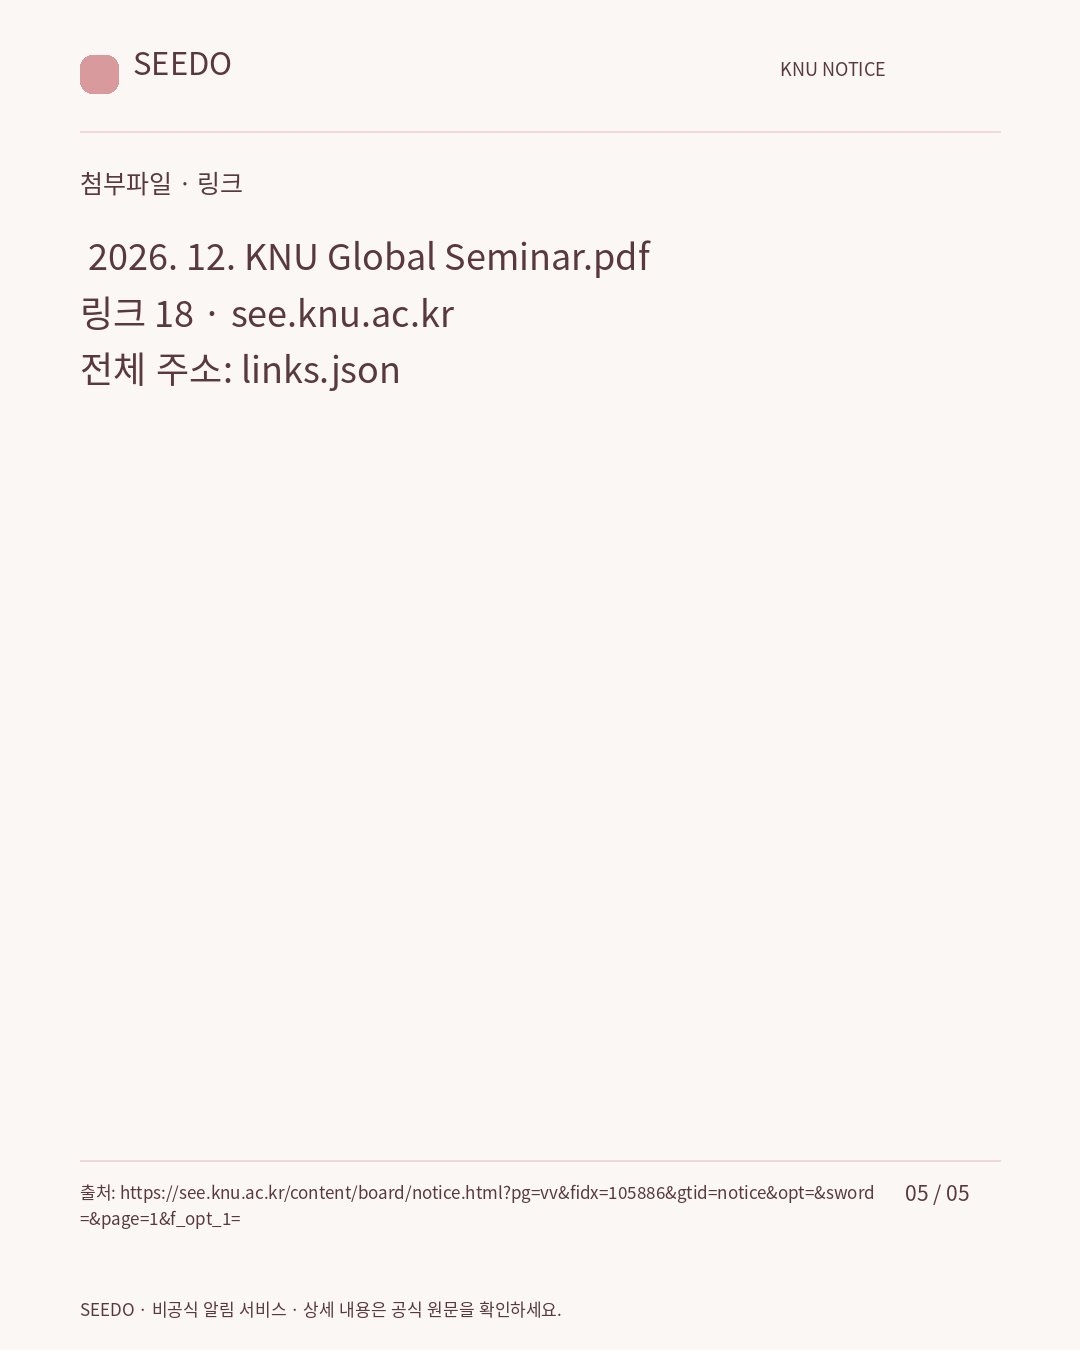 SEEDO
KNU NOTICE
첨부파일 · 링크
2026. 12. KNU Global Seminar.pdf
링크 18 · see.knu.ac.kr
전체 주소: links.json
출처: https://see.knu.ac.kr/content/board/notice.html?pg=vv&fidx=105886&gtid=notice&opt=&sword
=&page=1&f_opt_1=
05 / 05
SEEDO · 비공식 알림 서비스 · 상세 내용은 공식 원문을 확인하세요.